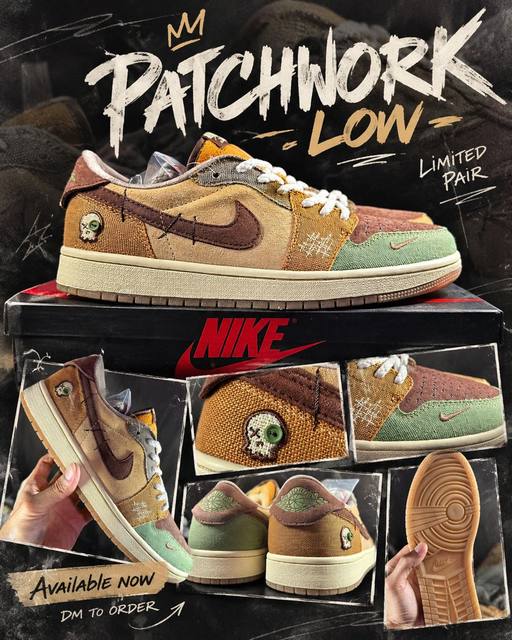 PATCHWORK
LOW
LIMITED
PAIR
NIKE
AVAILABLE NOW
DM TO ORDER